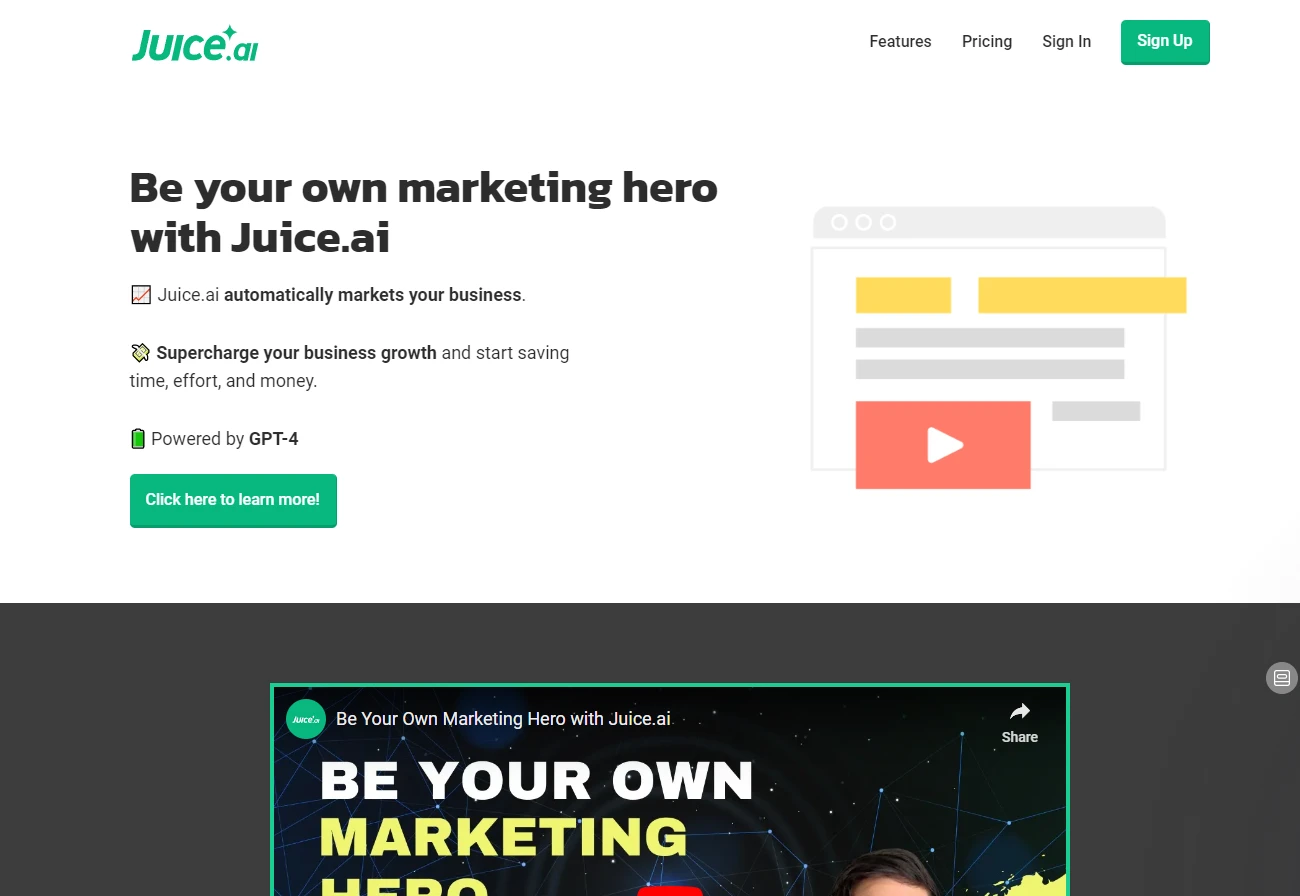 Juice.ai
Features
Pricing
Sign In
Sign Up
Be your own marketing hero
with Juice.ai
📈 Juice.ai automatically markets your business.
💸 Supercharge your business growth and start saving
time, effort, and money.
🔋 Powered by GPT-4
Click here to learn more!
Juice.ai
Be Your Own Marketing Hero with Juice.ai
Share
BE YOUR OWN
MARKETING
HERO